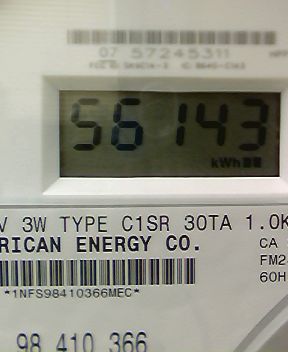 07 57245311
56143
kWh
V 3W TYPE C1SR 30TA 1.0K
RICAN ENERGY CO.
CA
FM2
60H
*1NFS98410366MEC*
98 410 366